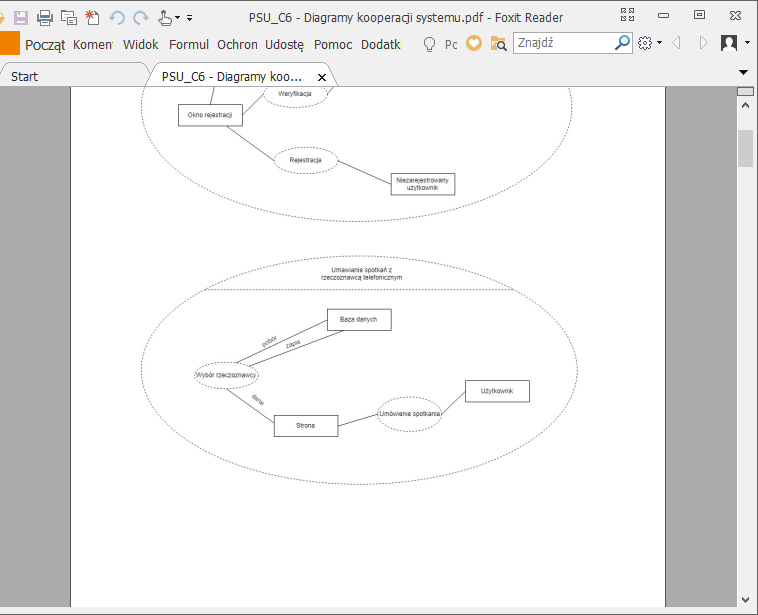 PSU_C6 - Diagramy kooperacji systemu.pdf - Foxit Reader
Począt Komen Widok Formul Ochron Udostę Pomoc Dodatk Pc Znajdź
Start PSU_C6 - Diagramy koo...
Weryfikacja
Okno rejestracji
Rejestracja
Niezarejestrowany
użytkownik
Umawianie spotkań z
rzeczoznawcą telefonicznym
Baza danych
pobór
zapis
Wybór rzeczoznawcy
dane
Użytkownik
Umówienie spotkania
Strona